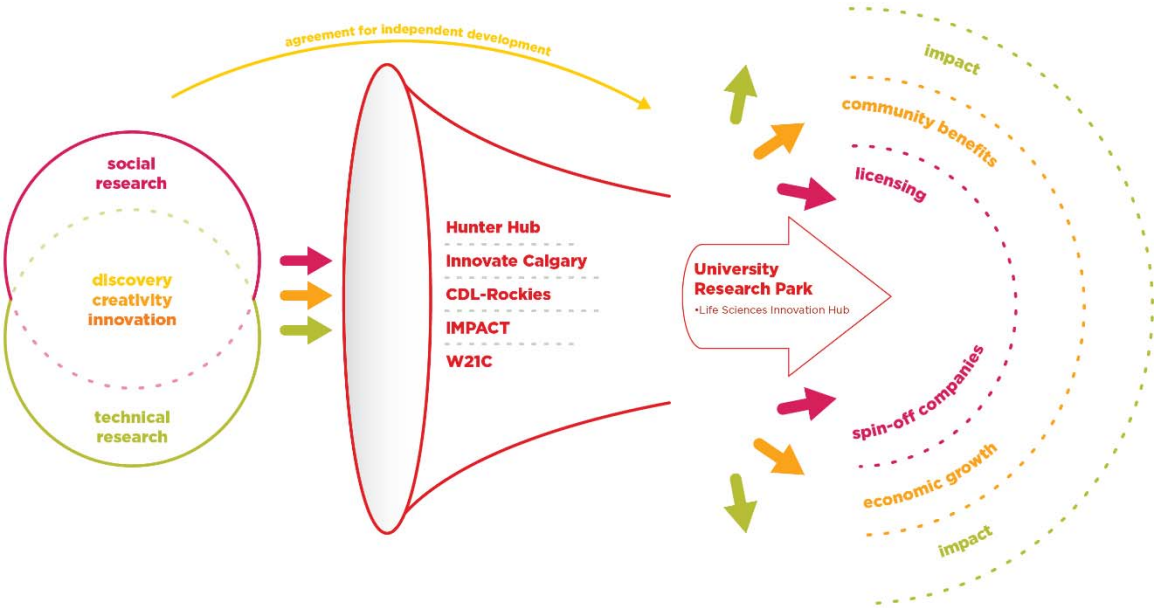 agreement for independent development
social
research
discovery
creativity
innovation
technical
research
Hunter Hub
Innovate Calgary
CDL-Rockies
IMPACT
W21C
University
Research Park
•Life Sciences Innovation Hub
impact
community benefits
licensing
spin-off companies
economic growth
impact